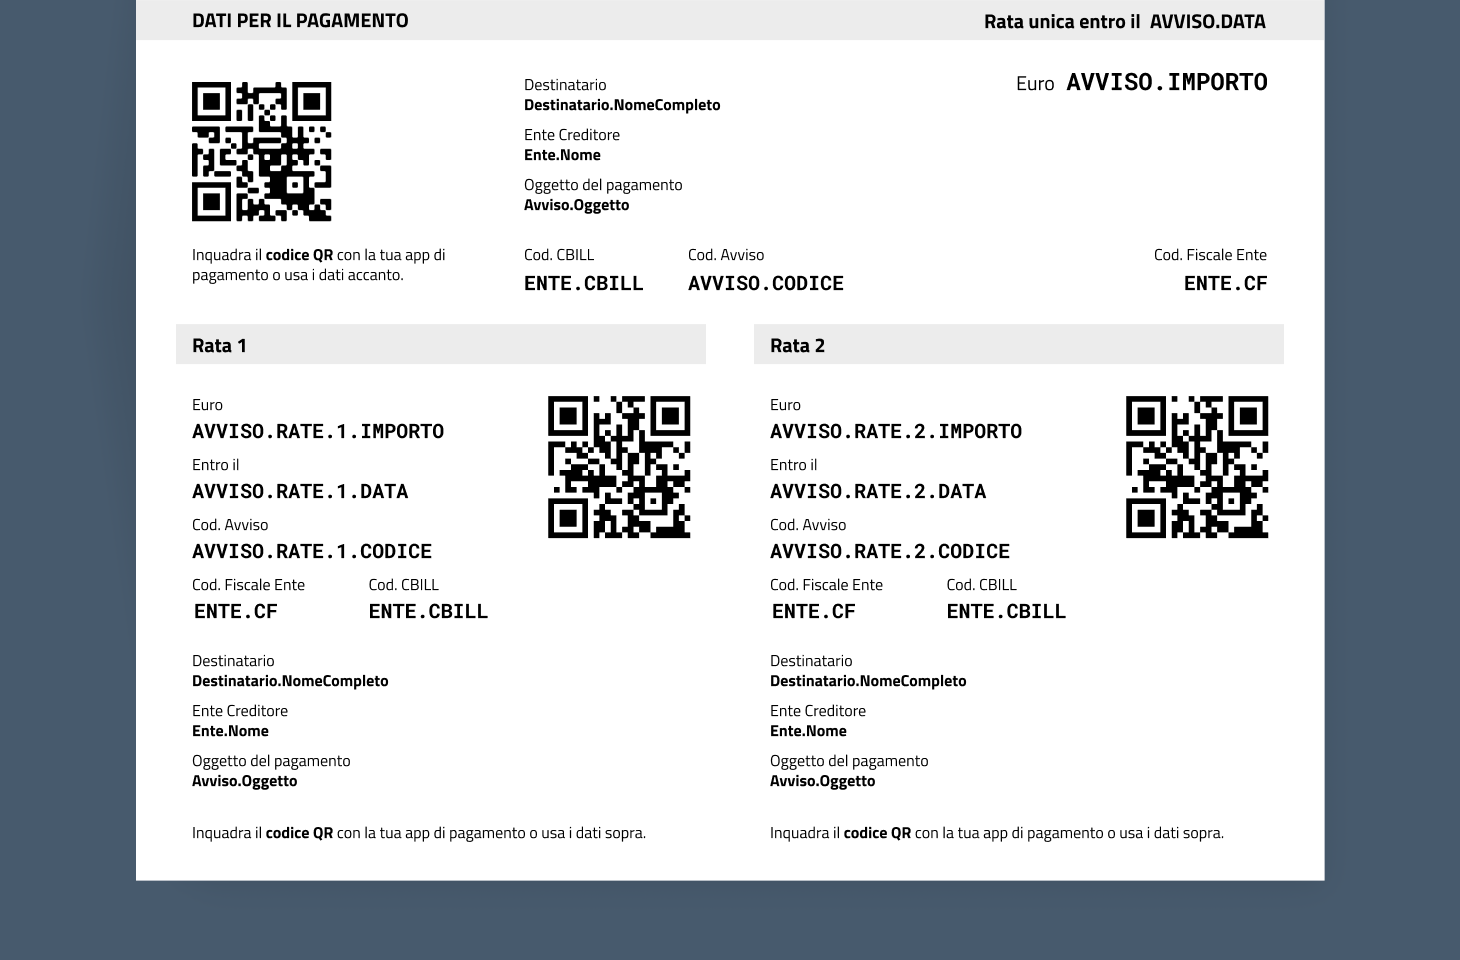 DATI PER IL PAGAMENTO
Rata unica entro il AVVISO.DATA
Euro AVVISO.IMPORTO
Destinatario
Destinatario.NomeCompleto
Ente Creditore
Ente.Nome
Oggetto del pagamento
Avviso.Oggetto
Inquadra il codice QR con la tua app di
pagamento o usa i dati accanto.
Cod. CBILL
ENTE.CBILL
Cod. Avviso
AVVISO.CODICE
Cod. Fiscale Ente
ENTE.CF
Rata 1
Euro
AVVISO.RATE.1.IMPORTO
Entro il
AVVISO.RATE.1.DATA
Cod. Avviso
AVVISO.RATE.1.CODICE
Cod. Fiscale Ente
ENTE.CF
Cod. CBILL
ENTE.CBILL
Destinatario
Destinatario.NomeCompleto
Ente Creditore
Ente.Nome
Oggetto del pagamento
Avviso.Oggetto
Inquadra il codice QR con la tua app di pagamento o usa i dati sopra.
Rata 2
Euro
AVVISO.RATE.2.IMPORTO
Entro il
AVVISO.RATE.2.DATA
Cod. Avviso
AVVISO.RATE.2.CODICE
Cod. Fiscale Ente
ENTE.CF
Cod. CBILL
ENTE.CBILL
Destinatario
Destinatario.NomeCompleto
Ente Creditore
Ente.Nome
Oggetto del pagamento
Avviso.Oggetto
Inquadra il codice QR con la tua app di pagamento o usa i dati sopra.